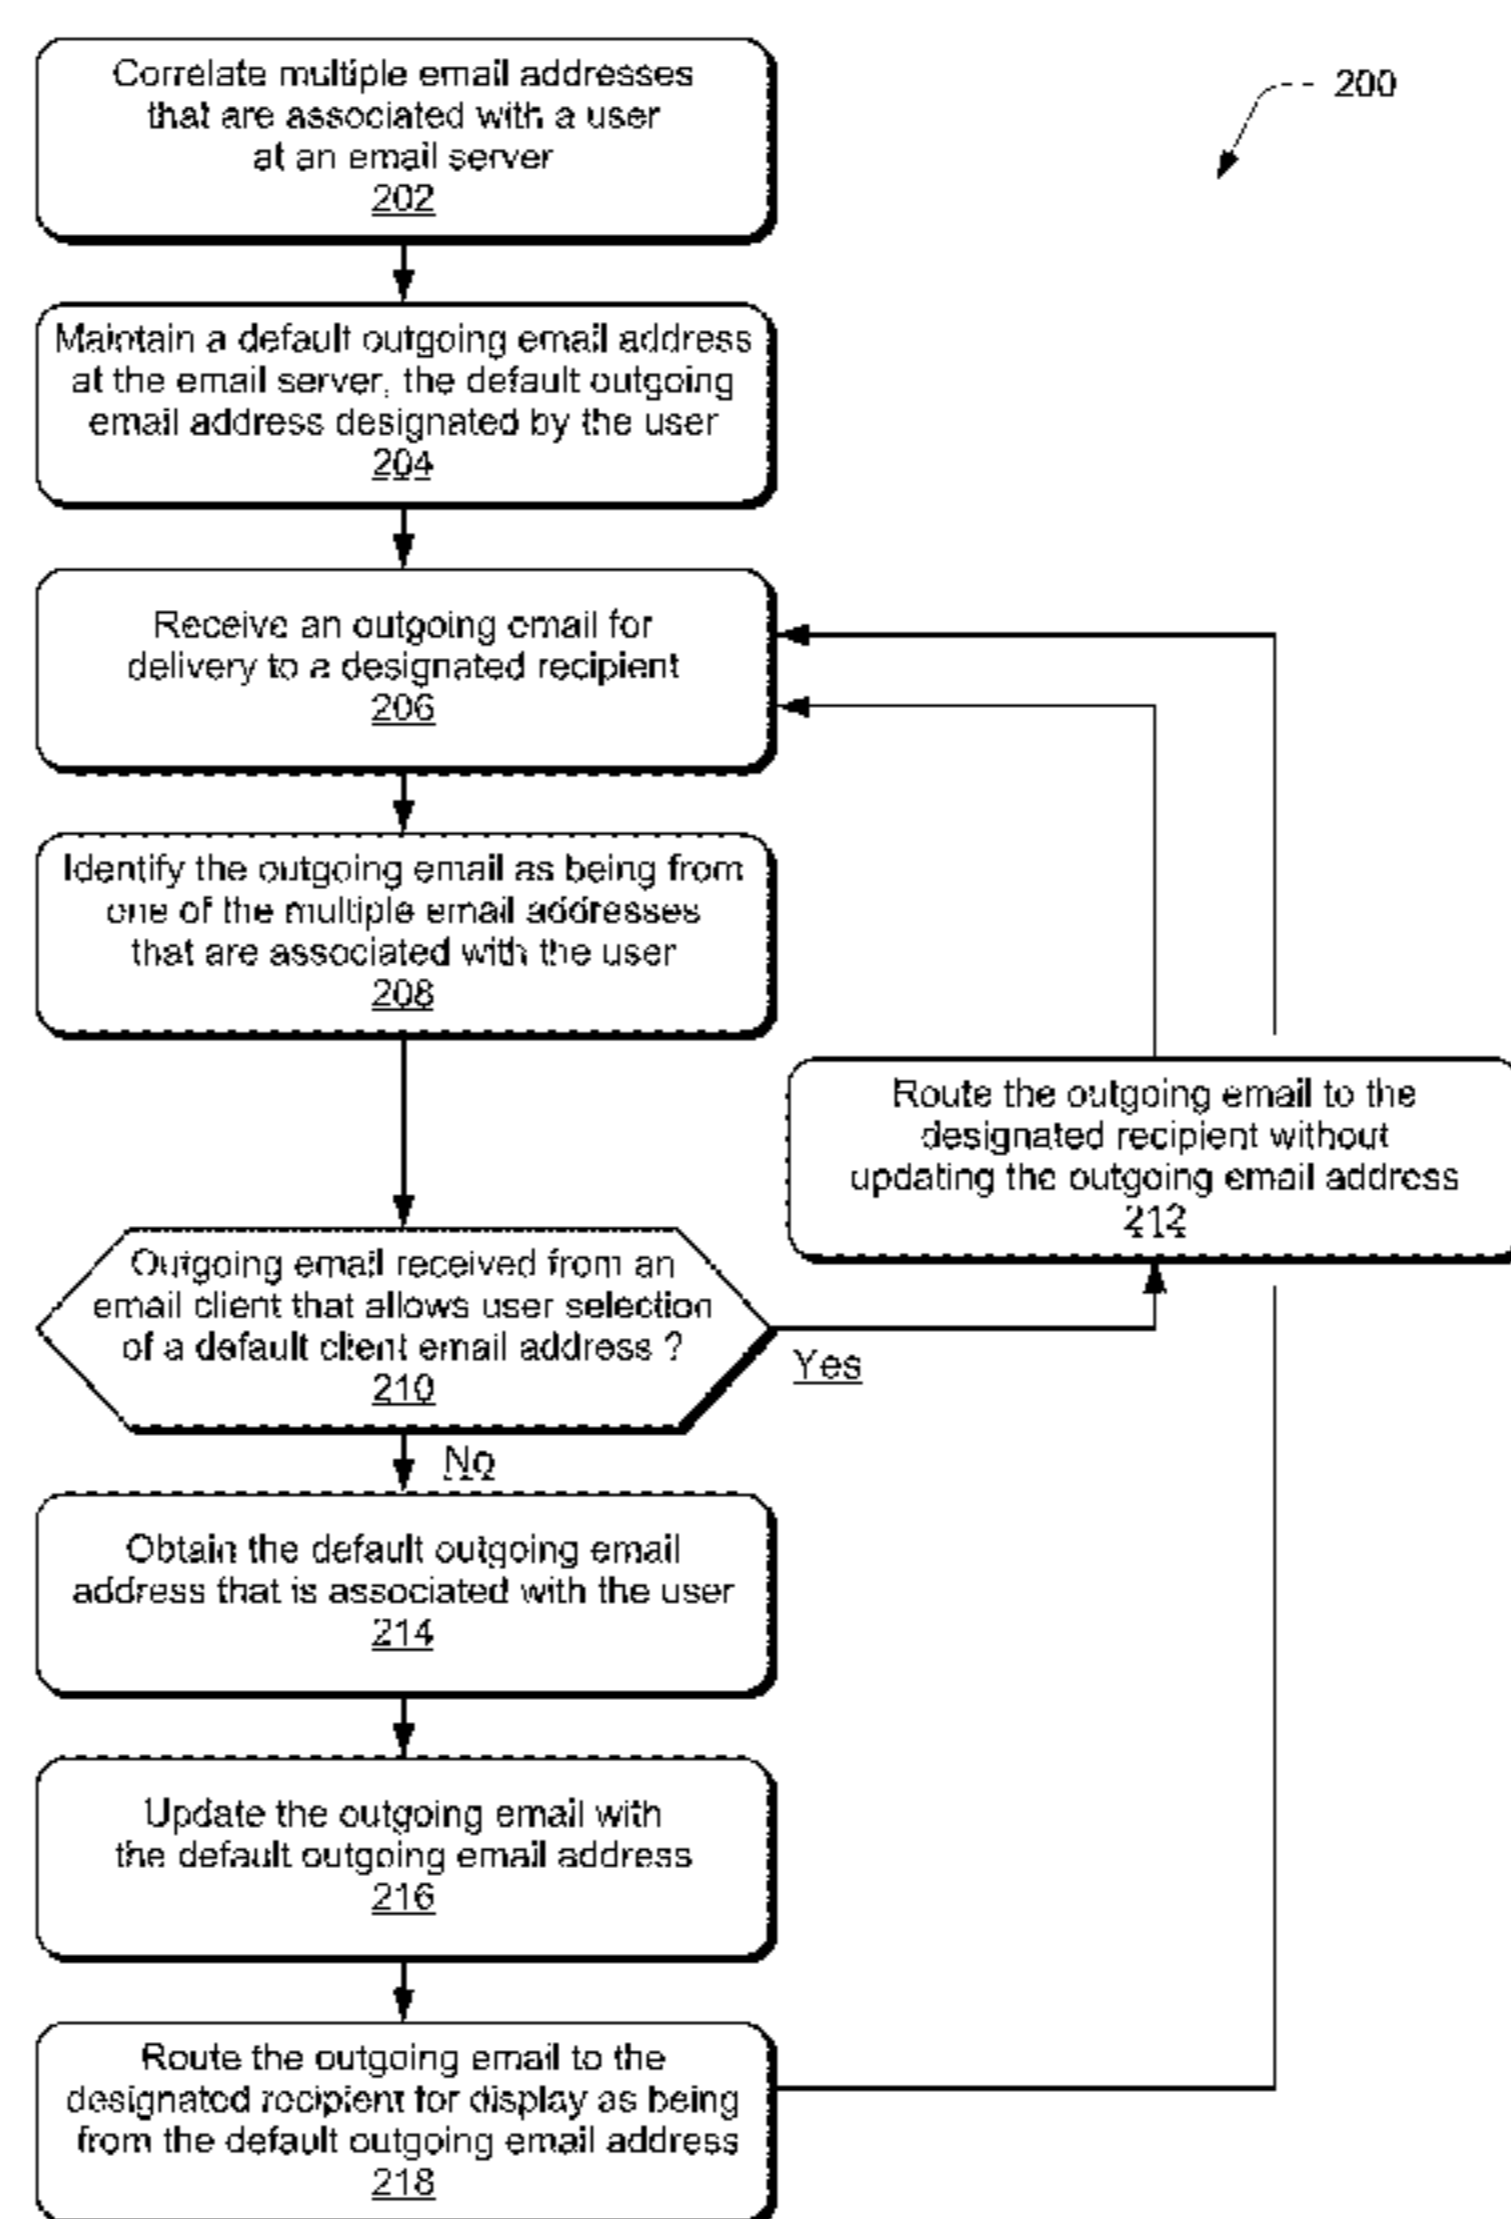 Correlate multiple email addresses
that are associated with a user
at an email server
202
200
Maintain a default outgoing email address
at the email server, the default outgoing
email address designated by the user
204
Receive an outgoing email for
delivery to a designated recipient
206
Identify the outgoing email as being from
one of the multiple email addresses
that are associated with the user
208
Route the outgoing email to the
designated recipient without
updating the outgoing email address
212
Outgoing email received from an
email client that allows user selection
of a default client email address ?
210
Yes
No
Obtain the default outgoing email
address that is associated with the user
214
Update the outgoing email with
the default outgoing email address
216
Route the outgoing email to the
designated recipient for display as being
from the default outgoing email address
218